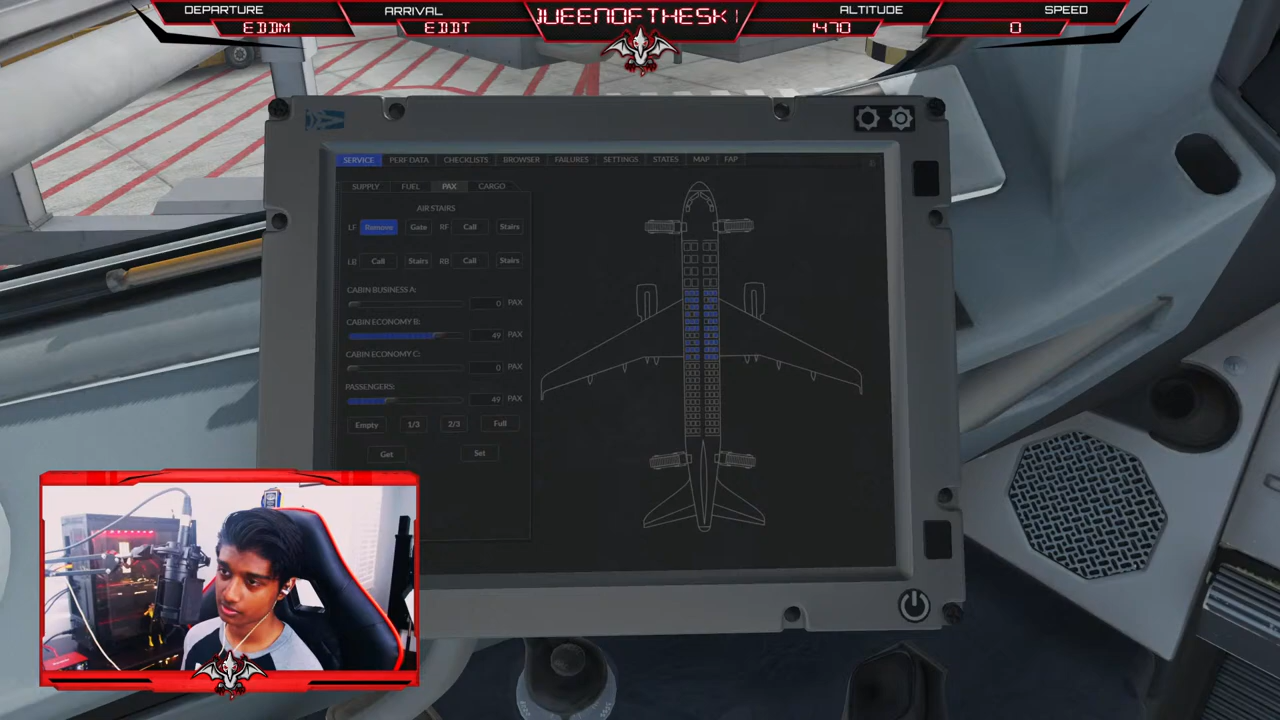 DEPARTURE
EDDM
ARRIVAL
EDDT
QUEENOFTHESK
ALTITUDE
1470
SPEED
0
SERVICE PERF DATA CHECKLISTS BROWSER FAILURES SETTINGS STATES MAP FAP
SUPPLY FUEL PAX CARGO
AIR STAIRS
LF Remove Gate RF Call Stairs
LB Call Stairs RB Call Stairs
CABIN BUSINESS A:
0 PAX
CABIN ECONOMY B:
49 PAX
CABIN ECONOMY C:
0 PAX
PASSENGERS:
49 PAX
Empty 1/3 2/3 Full
Get Set